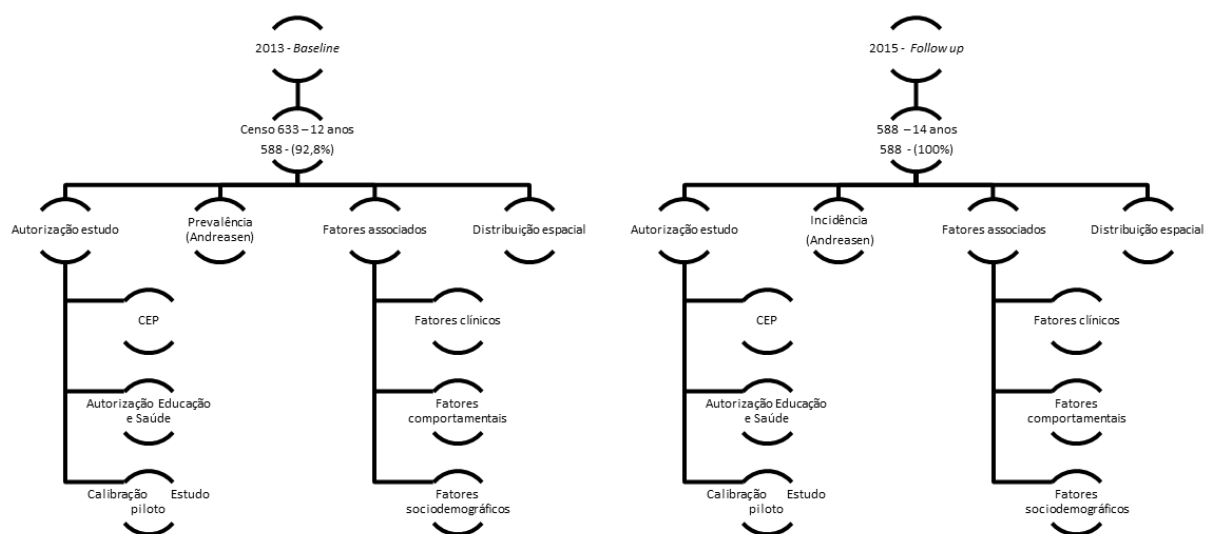 2013 - Baseline
Censo 633 – 12 anos
588 - (92,8%)
Autorização estudo
Prevalência
(Andreasen)
Fatores associados
Distribuição espacial
CEP
Autorização Educação
e Saúde
Calibração Estudo
piloto
Fatores clínicos
Fatores
comportamentais
Fatores
sociodemográficos
2015 - Follow up
588 – 14 anos
588 - (100%)
Autorização estudo
Incidência
(Andreasen)
Fatores associados
Distribuição espacial
CEP
Autorização Educação
e Saúde
Calibração Estudo
piloto
Fatores clínicos
Fatores
comportamentais
Fatores
sociodemográficos